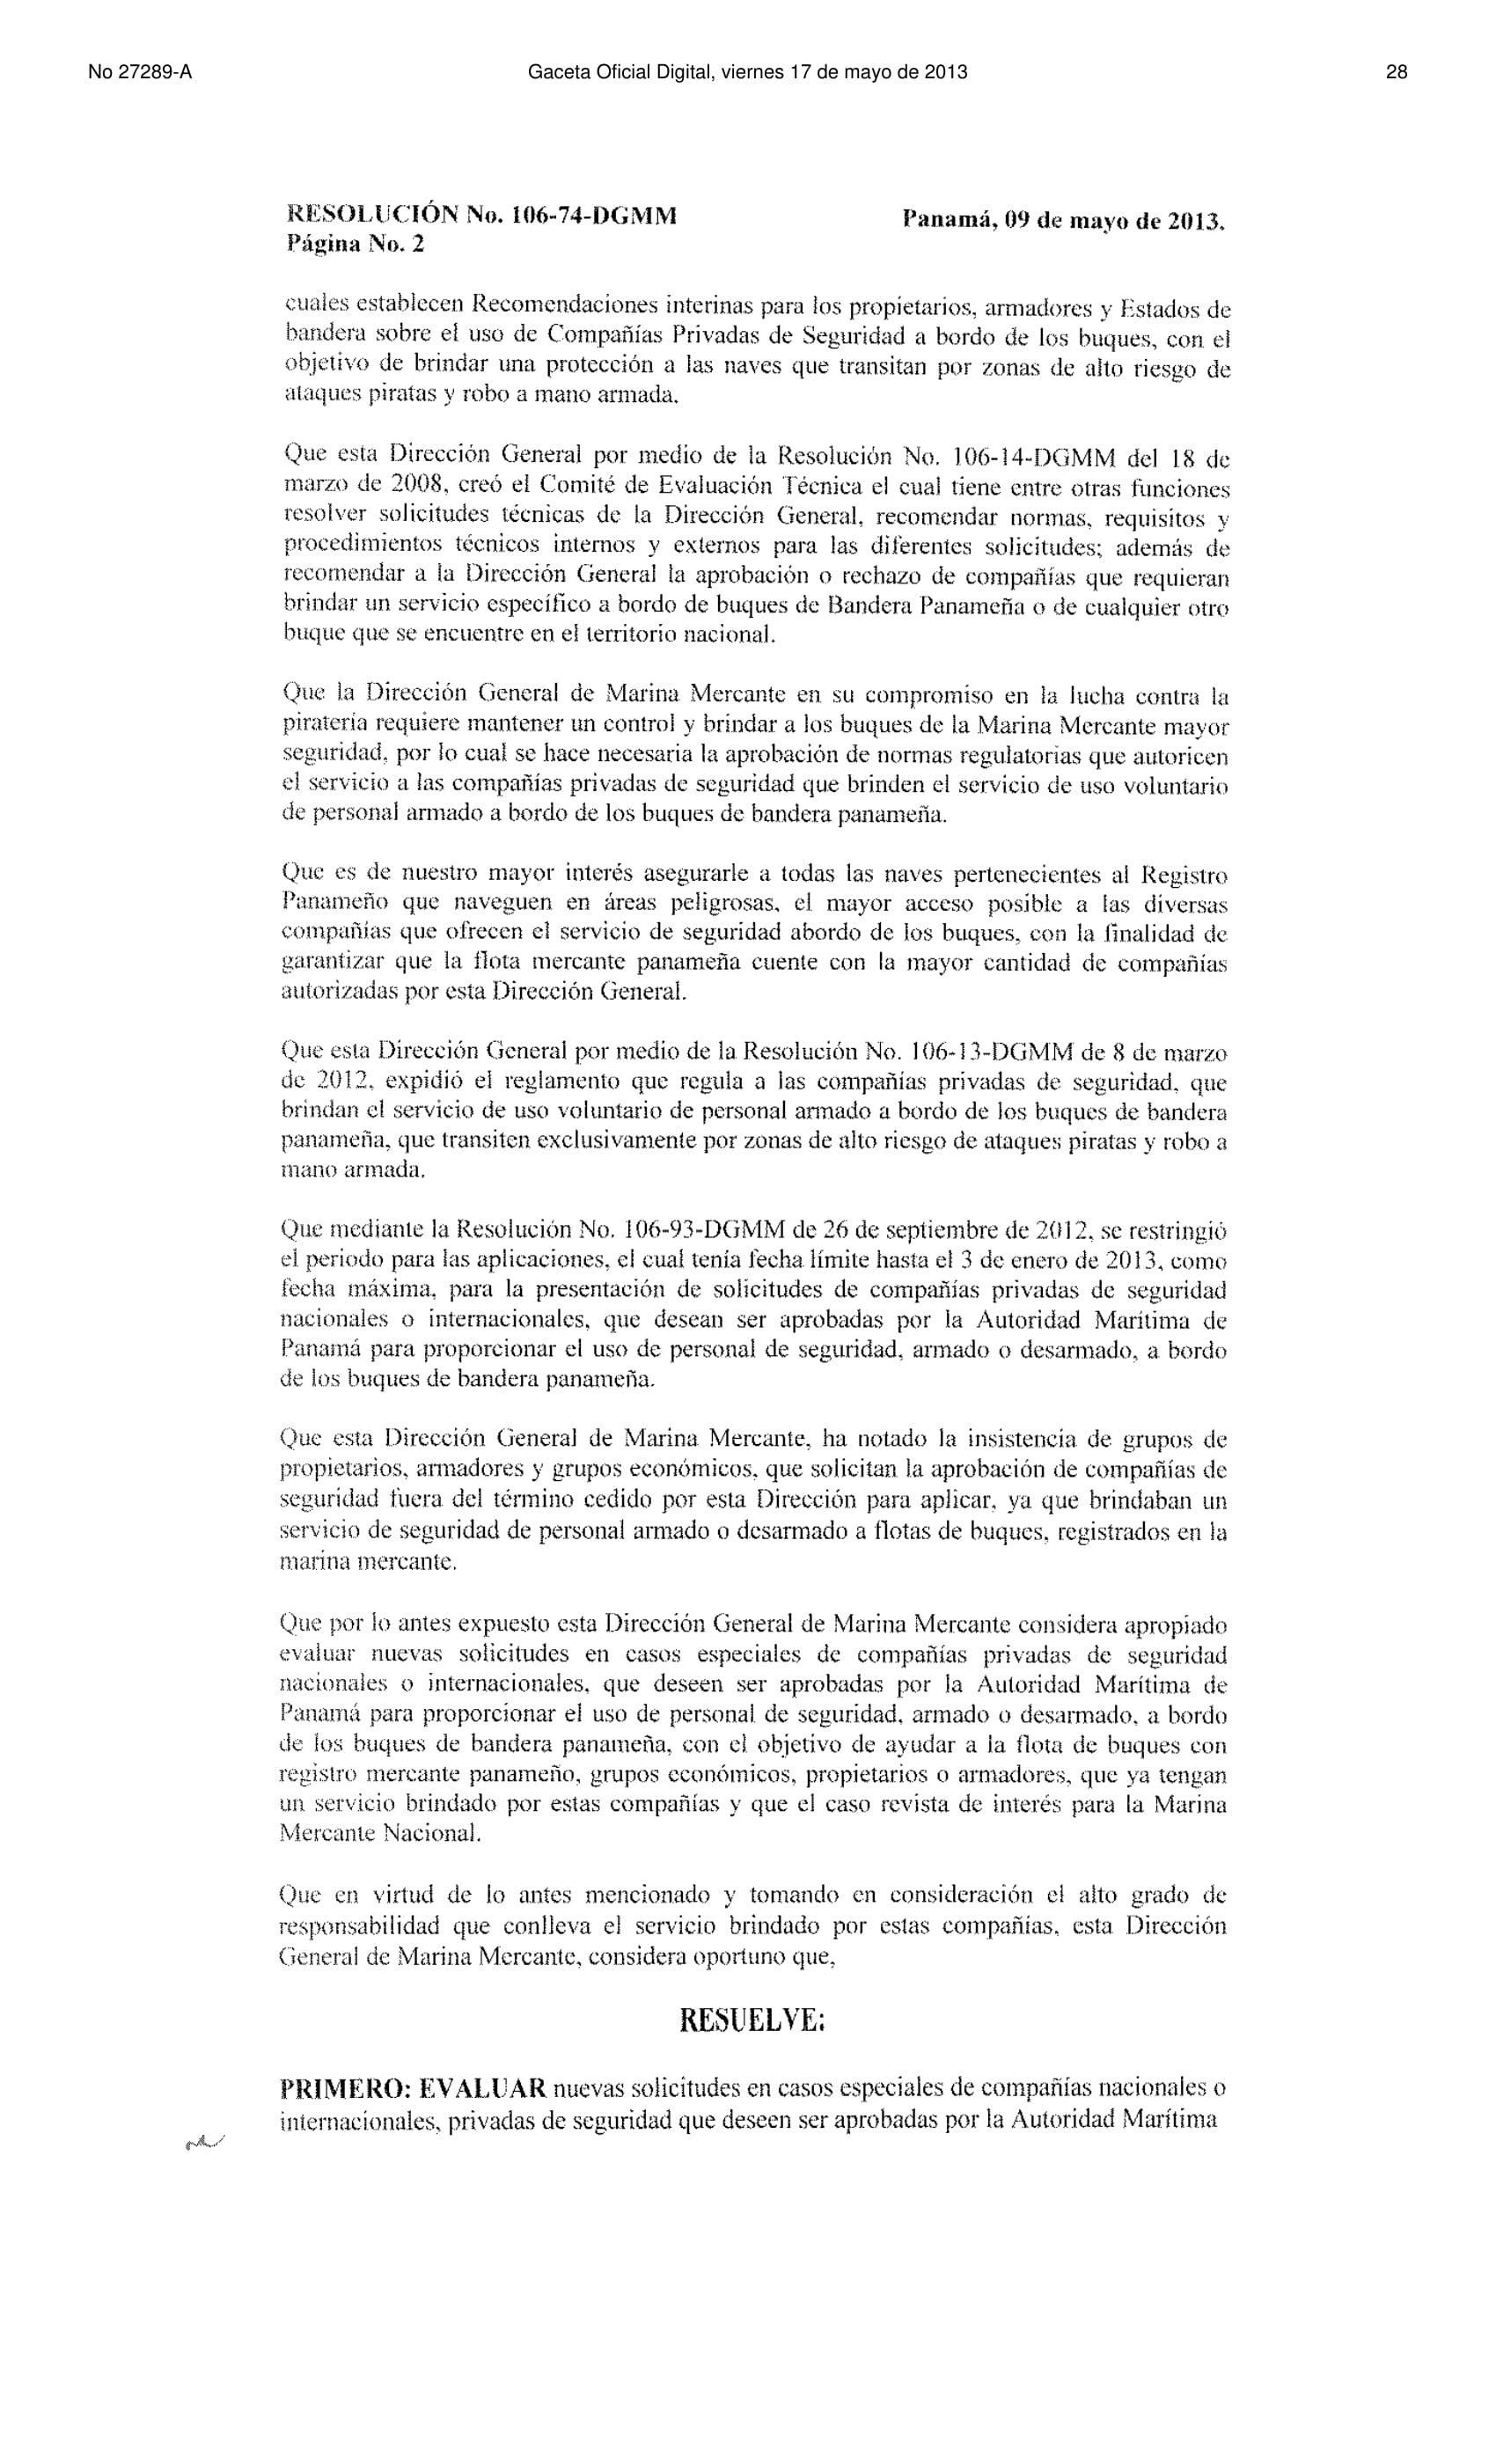 No 27289-A
Gaceta Oficial Digital, viernes 17 de mayo de 2013
28
RESOLUCIÓN No. 106-74-DGMM
Panamá, 09 de mayo de 2013.
Página No. 2
cuales establecen Recomendaciones interinas para los propietarios, armadores y Estados de
bandera sobre el uso de Compañías Privadas de Seguridad a bordo de los buques, con el
objetivo de brindar una protección a las naves que transitan por zonas de alto riesgo de
ataques piratas y robo a mano armada.
Que esta Dirección General por medio de la Resolución No. 106-14-DGMM del 18 de
marzo de 2008, creó el Comité de Evaluación Técnica el cual tiene entre otras funciones
resolver solicitudes técnicas de la Dirección General, recomendar normas, requisitos y
procedimientos técnicos internos y externos para las diferentes solicitudes; además de
recomendar a la Dirección General la aprobación o rechazo de compañías que requieran
brindar un servicio específico a bordo de buques de Bandera Panameña o de cualquier otro
buque que se encuentre en el territorio nacional.
Que la Dirección General de Marina Mercante en su compromiso en la lucha contra la
piratería requiere mantener un control y brindar a los buques de la Marina Mercante mayor
seguridad, por lo cual se hace necesaria la aprobación de normas regulatorias que autoricen
el servicio a las compañías privadas de seguridad que brinden el servicio de uso voluntario
de personal armado a bordo de los buques de bandera panameña.
Que es de nuestro mayor interés asegurarle a todas las naves pertenecientes al Registro
Panameño que naveguen en áreas peligrosas, el mayor acceso posible a las diversas
compañías que ofrecen el servicio de seguridad abordo de los buques, con la finalidad de
garantizar que la flota mercante panameña cuente con la mayor cantidad de compañías
autorizadas por esta Dirección General.
Que esta Dirección General por medio de la Resolución No. 106-13-DGMM de 8 de marzo
de 2012, expidió el reglamento que regula a las compañías privadas de seguridad, que
brindan el servicio de uso voluntario de personal armado a bordo de los buques de bandera
panameña, que transiten exclusivamente por zonas de alto riesgo de ataques piratas y robo a
mano armada.
Que mediante la Resolución No. 106-93-DGMM de 26 de septiembre de 2012, se restringió
el periodo para las aplicaciones, el cual tenía fecha límite hasta el 3 de enero de 2013, como
fecha máxima, para la presentación de solicitudes de compañías privadas de seguridad
nacionales o internacionales, que desean ser aprobadas por la Autoridad Marítima de
Panamá para proporcionar el uso de personal de seguridad, armado o desarmado, a bordo
de los buques de bandera panameña.
Que esta Dirección General de Marina Mercante, ha notado la insistencia de grupos de
propietarios, armadores y grupos económicos, que solicitan la aprobación de compañías de
seguridad fuera del término cedido por esta Dirección para aplicar, ya que brindaban un
servicio de seguridad de personal armado o desarmado a flotas de buques, registrados en la
marina mercante.
Que por lo antes expuesto esta Dirección General de Marina Mercante considera apropiado
evaluar nuevas solicitudes en casos especiales de compañías privadas de seguridad
nacionales o internacionales, que deseen ser aprobadas por la Autoridad Marítima de
Panamá para proporcionar el uso de personal de seguridad, armado o desarmado, a bordo
de los buques de bandera panameña, con el objetivo de ayudar a la flota de buques con
registro mercante panameño, grupos económicos, propietarios o armadores, que ya tengan
un servicio brindado por estas compañías y que el caso revista de interés para la Marina
Mercante Nacional.
Que en virtud de lo antes mencionado y tomando en consideración el alto grado de
responsabilidad que conlleva el servicio brindado por estas compañías, esta Dirección
General de Marina Mercante, considera oportuno que,
RESUELVE:
PRIMERO: EVALUAR nuevas solicitudes en casos especiales de compañías nacionales o
internacionales, privadas de seguridad que deseen ser aprobadas por la Autoridad Marítima